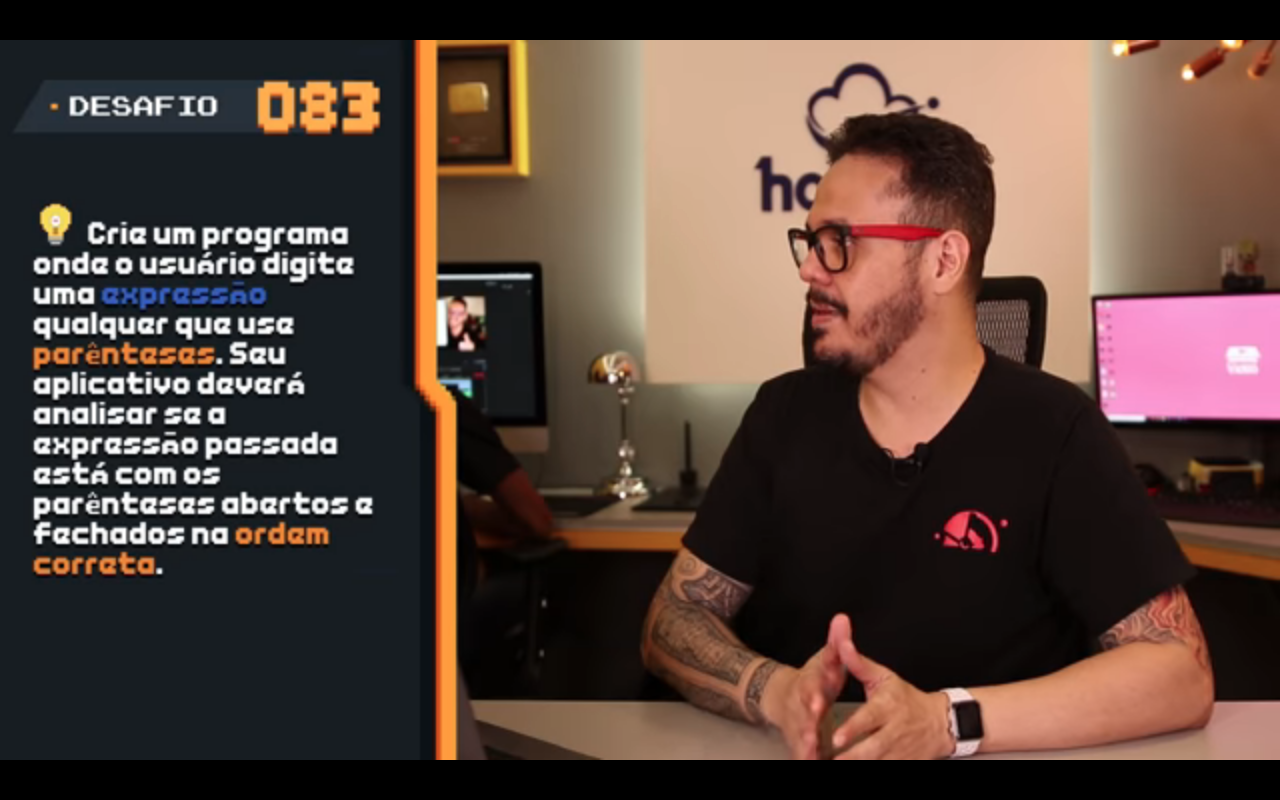 DESAFIO 083
Crie um programa
onde o usuário digite
uma expressão
qualquer que use
parênteses. Seu
aplicativo deverá
analisar se a
expressão passada
está com os
parênteses abertos e
fechados na ordem
correta.